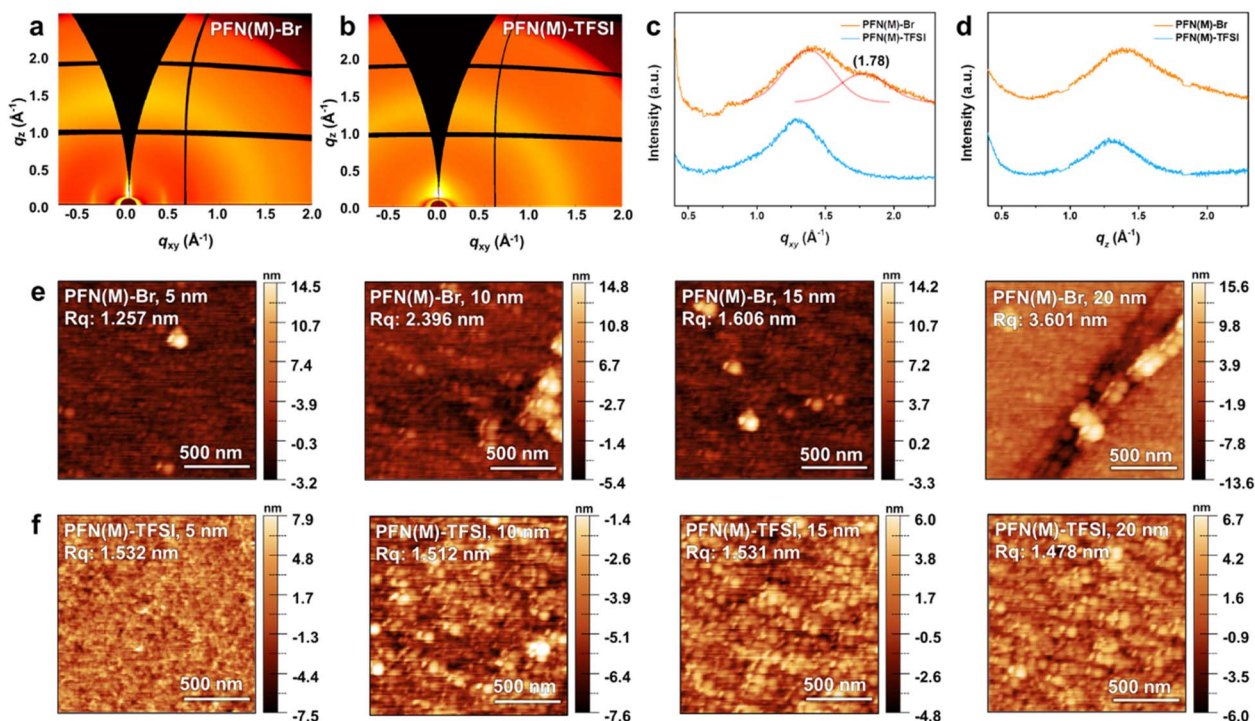 a
PFN(M)-Br
2.0
1.5
1.0
0.5
0.0
qz (Å⁻¹)
-0.5 0.0 0.5 1.0 1.5 2.0
qxy (Å⁻¹)
b
PFN(M)-TFSI
2.0
1.5
1.0
0.5
0.0
qz (Å⁻¹)
-0.5 0.0 0.5 1.0 1.5 2.0
qxy (Å⁻¹)
c
PFN(M)-Br
PFN(M)-TFSI
(1.78)
Intensity (a.u.)
0.5 1.0 1.5 2.0
qxy (Å⁻¹)
d
PFN(M)-Br
PFN(M)-TFSI
Intensity (a.u.)
0.5 1.0 1.5 2.0
qz (Å⁻¹)
e
PFN(M)-Br, 5 nm
Rq: 1.257 nm
500 nm
nm
14.5
10.7
7.4
-3.9
-0.3
-3.2
PFN(M)-Br, 10 nm
Rq: 2.396 nm
500 nm
nm
14.8
10.8
6.7
-2.7
-1.4
-5.4
PFN(M)-Br, 15 nm
Rq: 1.606 nm
500 nm
nm
14.2
10.7
7.2
3.7
0.2
-3.3
PFN(M)-Br, 20 nm
Rq: 3.601 nm
500 nm
nm
15.6
9.8
3.9
-1.9
-7.8
-13.6
f
PFN(M)-TFSI, 5 nm
Rq: 1.532 nm
500 nm
nm
7.9
4.8
1.7
-1.3
-4.4
-7.5
PFN(M)-TFSI, 10 nm
Rq: 1.512 nm
500 nm
nm
-1.4
-2.6
-3.9
-5.1
-6.4
-7.6
PFN(M)-TFSI, 15 nm
Rq: 1.531 nm
500 nm
nm
6.0
3.8
1.7
-0.5
-2.6
-4.8
PFN(M)-TFSI, 20 nm
Rq: 1.478 nm
500 nm
nm
6.7
4.2
1.6
-0.9
-3.4
-6.0